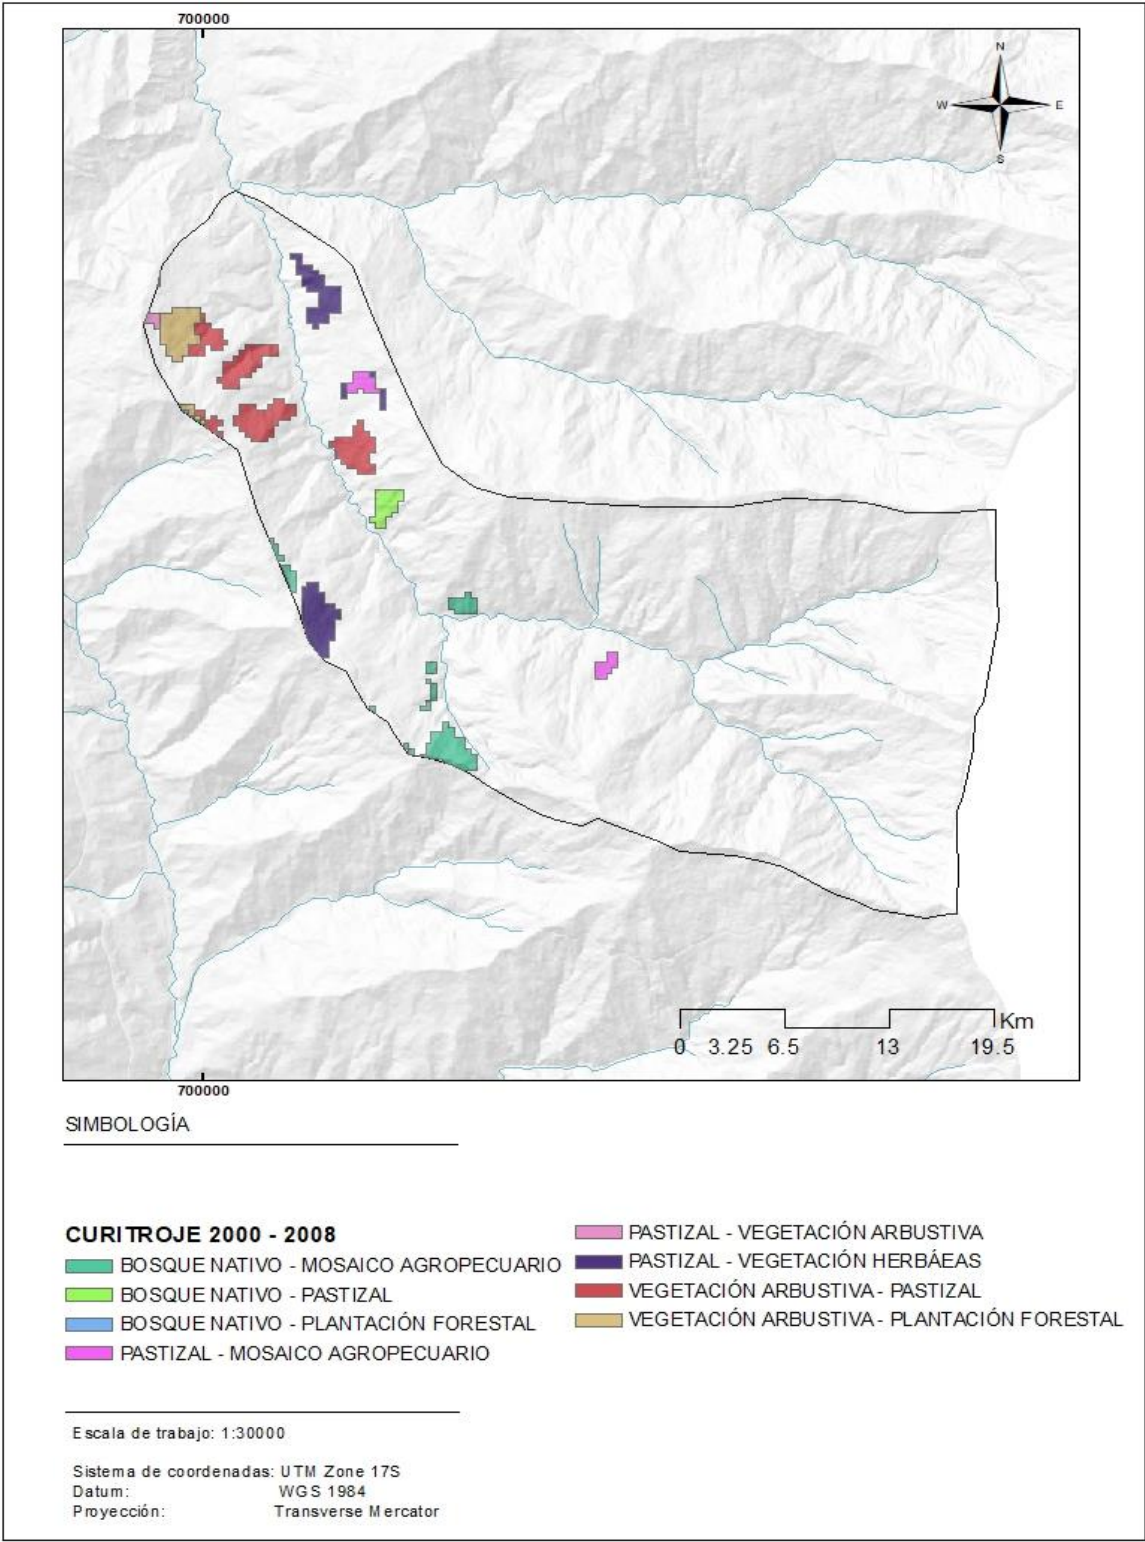 700000
N
W
E
S
Km
0 3.25 6.5 13 19.5
700000
SIMBOLOGÍA
CURITROJE 2000 - 2008
BOSQUE NATIVO - MOSAICO AGROPECUARIO
BOSQUE NATIVO - PASTIZAL
BOSQUE NATIVO - PLANTACIÓN FORESTAL
PASTIZAL - MOSAICO AGROPECUARIO
PASTIZAL - VEGETACIÓN ARBUSTIVA
PASTIZAL - VEGETACIÓN HERBÁEAS
VEGETACIÓN ARBUSTIVA - PASTIZAL
VEGETACIÓN ARBUSTIVA - PLANTACIÓN FORESTAL
Escala de trabajo: 1:30000
Sistema de coordenadas: UTM Zone 17S
Datum: WGS 1984
Proyección: Transverse Mercator